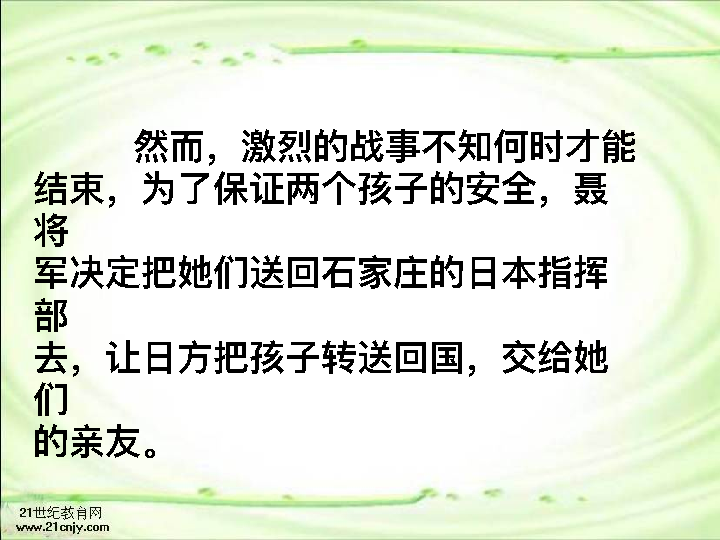 然而，激烈的战事不知何时才能
结束，为了保证两个孩子的安全，聂
将
军决定把她们送回石家庄的日本指挥
部
去，让日方把孩子转送回国，交给她
们
的亲友。
21世纪教育网
www.21cnjy.com